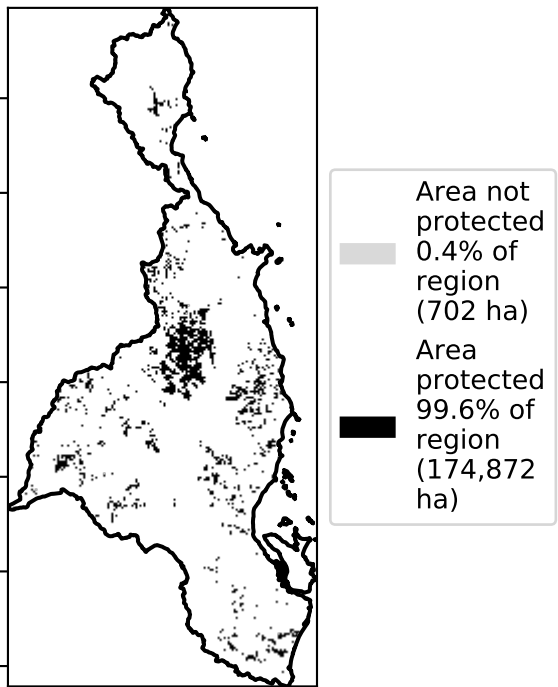 Area not
protected
0.4% of
region
(702 ha)
Area
protected
99.6% of
region
(174,872
ha)